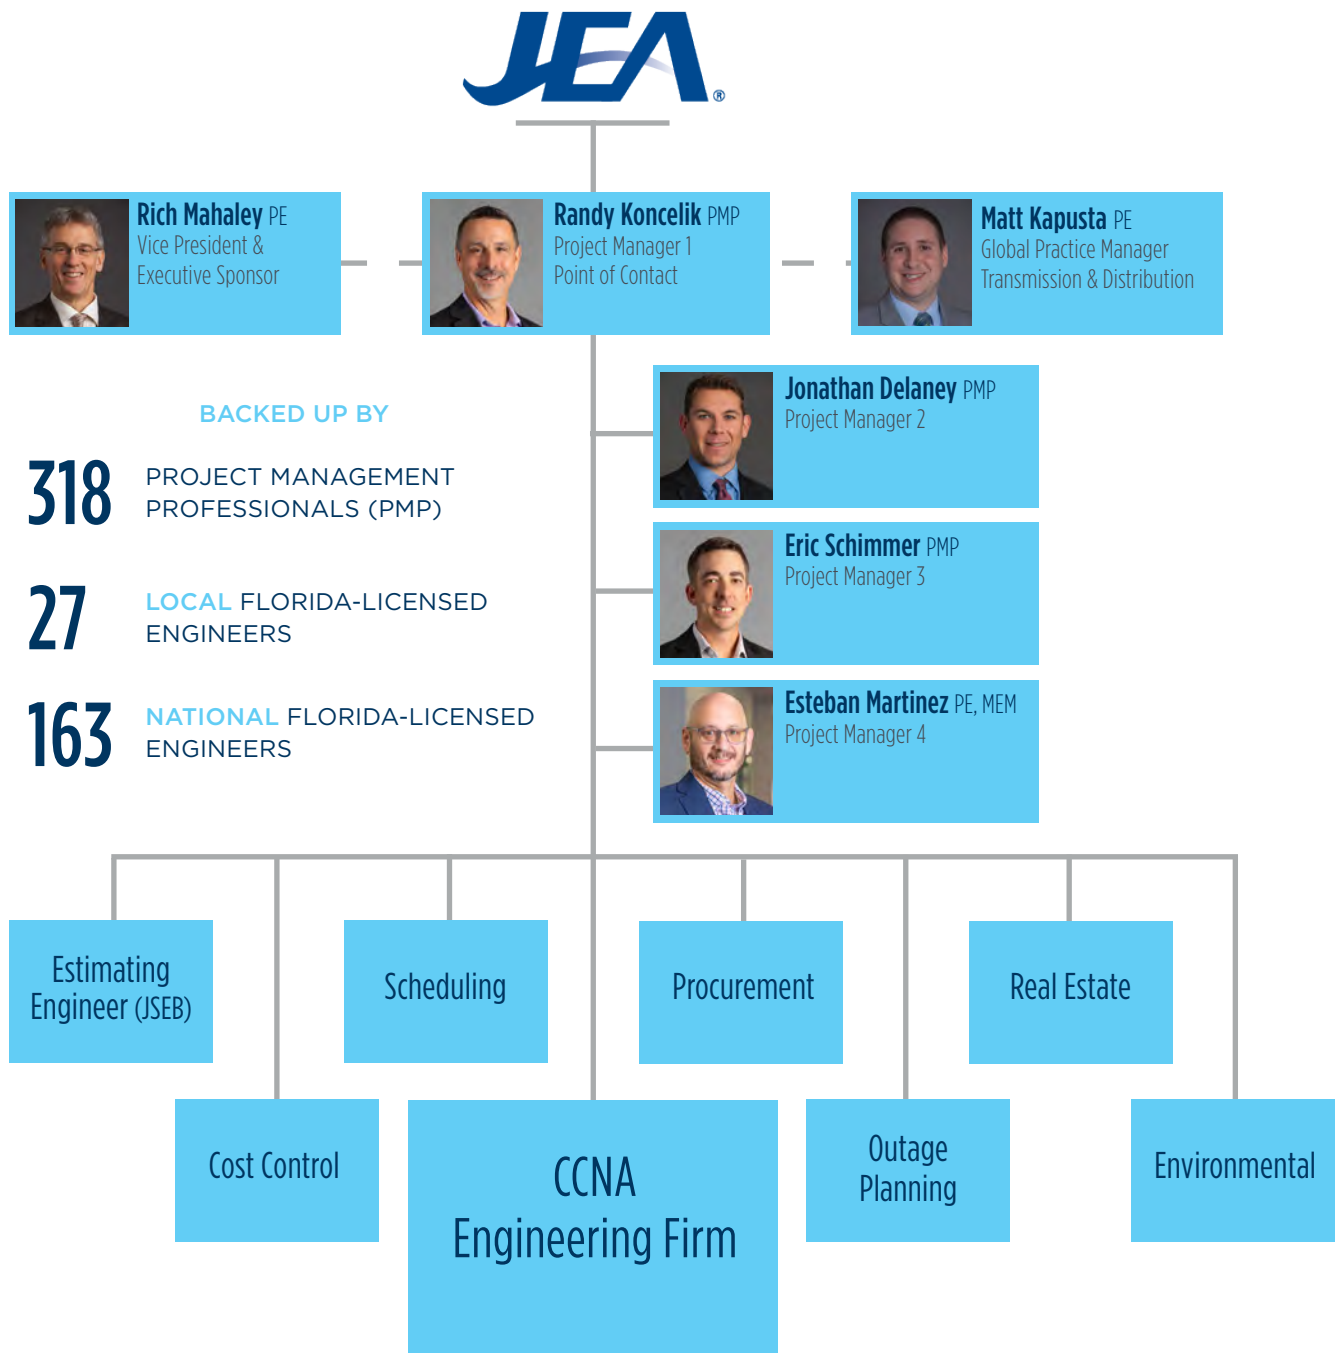 JEA®
Rich Mahaley PE
Vice President &
Executive Sponsor
Randy Koncelik PMP
Project Manager 1
Point of Contact
Matt Kapusta PE
Global Practice Manager
Transmission & Distribution
Jonathan Delaney PMP
Project Manager 2
Eric Schimmer PMP
Project Manager 3
Esteban Martinez PE, MEM
Project Manager 4
BACKED UP BY
318
PROJECT MANAGEMENT
PROFESSIONALS (PMP)
27
LOCAL FLORIDA-LICENSED
ENGINEERS
163
NATIONAL FLORIDA-LICENSED
ENGINEERS
Estimating
Engineer (JSEB)
Scheduling
Procurement
Real Estate
Cost Control
CCNA
Engineering Firm
Outage
Planning
Environmental